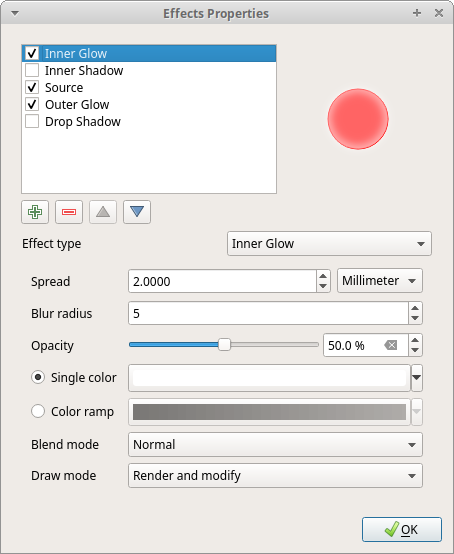 Effects Properties
Inner Glow
Inner Shadow
Source
Outer Glow
Drop Shadow
Effect type Inner Glow
Spread 2.0000 Millimeter
Blur radius 5
Opacity 50.0 %
Single color
Color ramp
Blend mode Normal
Draw mode Render and modify
OK